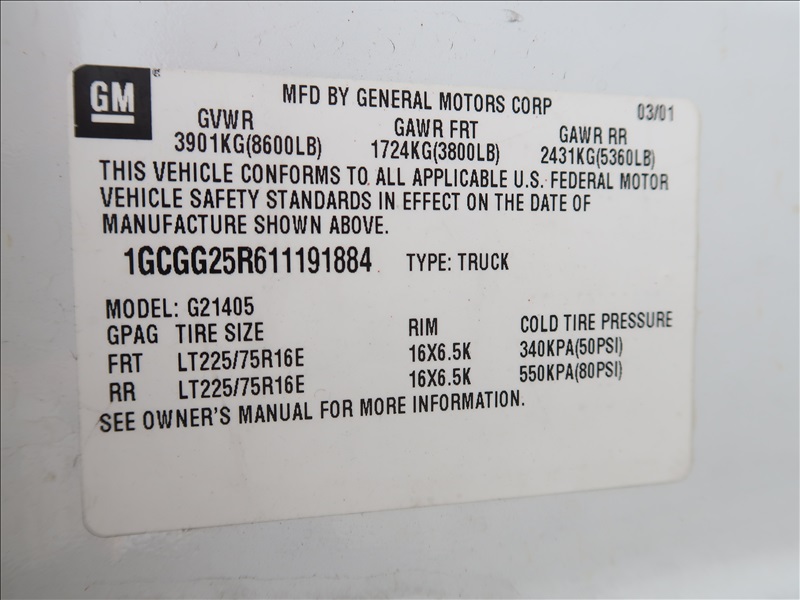 GM
MFD BY GENERAL MOTORS CORP 03/01
GVWR GAWR FRT GAWR RR
3901KG(8600LB) 1724KG(3800LB) 2431KG(5360LB)
THIS VEHICLE CONFORMS TO ALL APPLICABLE U.S. FEDERAL MOTOR
VEHICLE SAFETY STANDARDS IN EFFECT ON THE DATE OF
MANUFACTURE SHOWN ABOVE.
1GCGG25R611191884 TYPE: TRUCK
MODEL: G21405
GPAG TIRE SIZE RIM COLD TIRE PRESSURE
FRT LT225/75R16E 16X6.5K 340KPA(50PSI)
RR LT225/75R16E 16X6.5K 550KPA(80PSI)
SEE OWNER'S MANUAL FOR MORE INFORMATION.